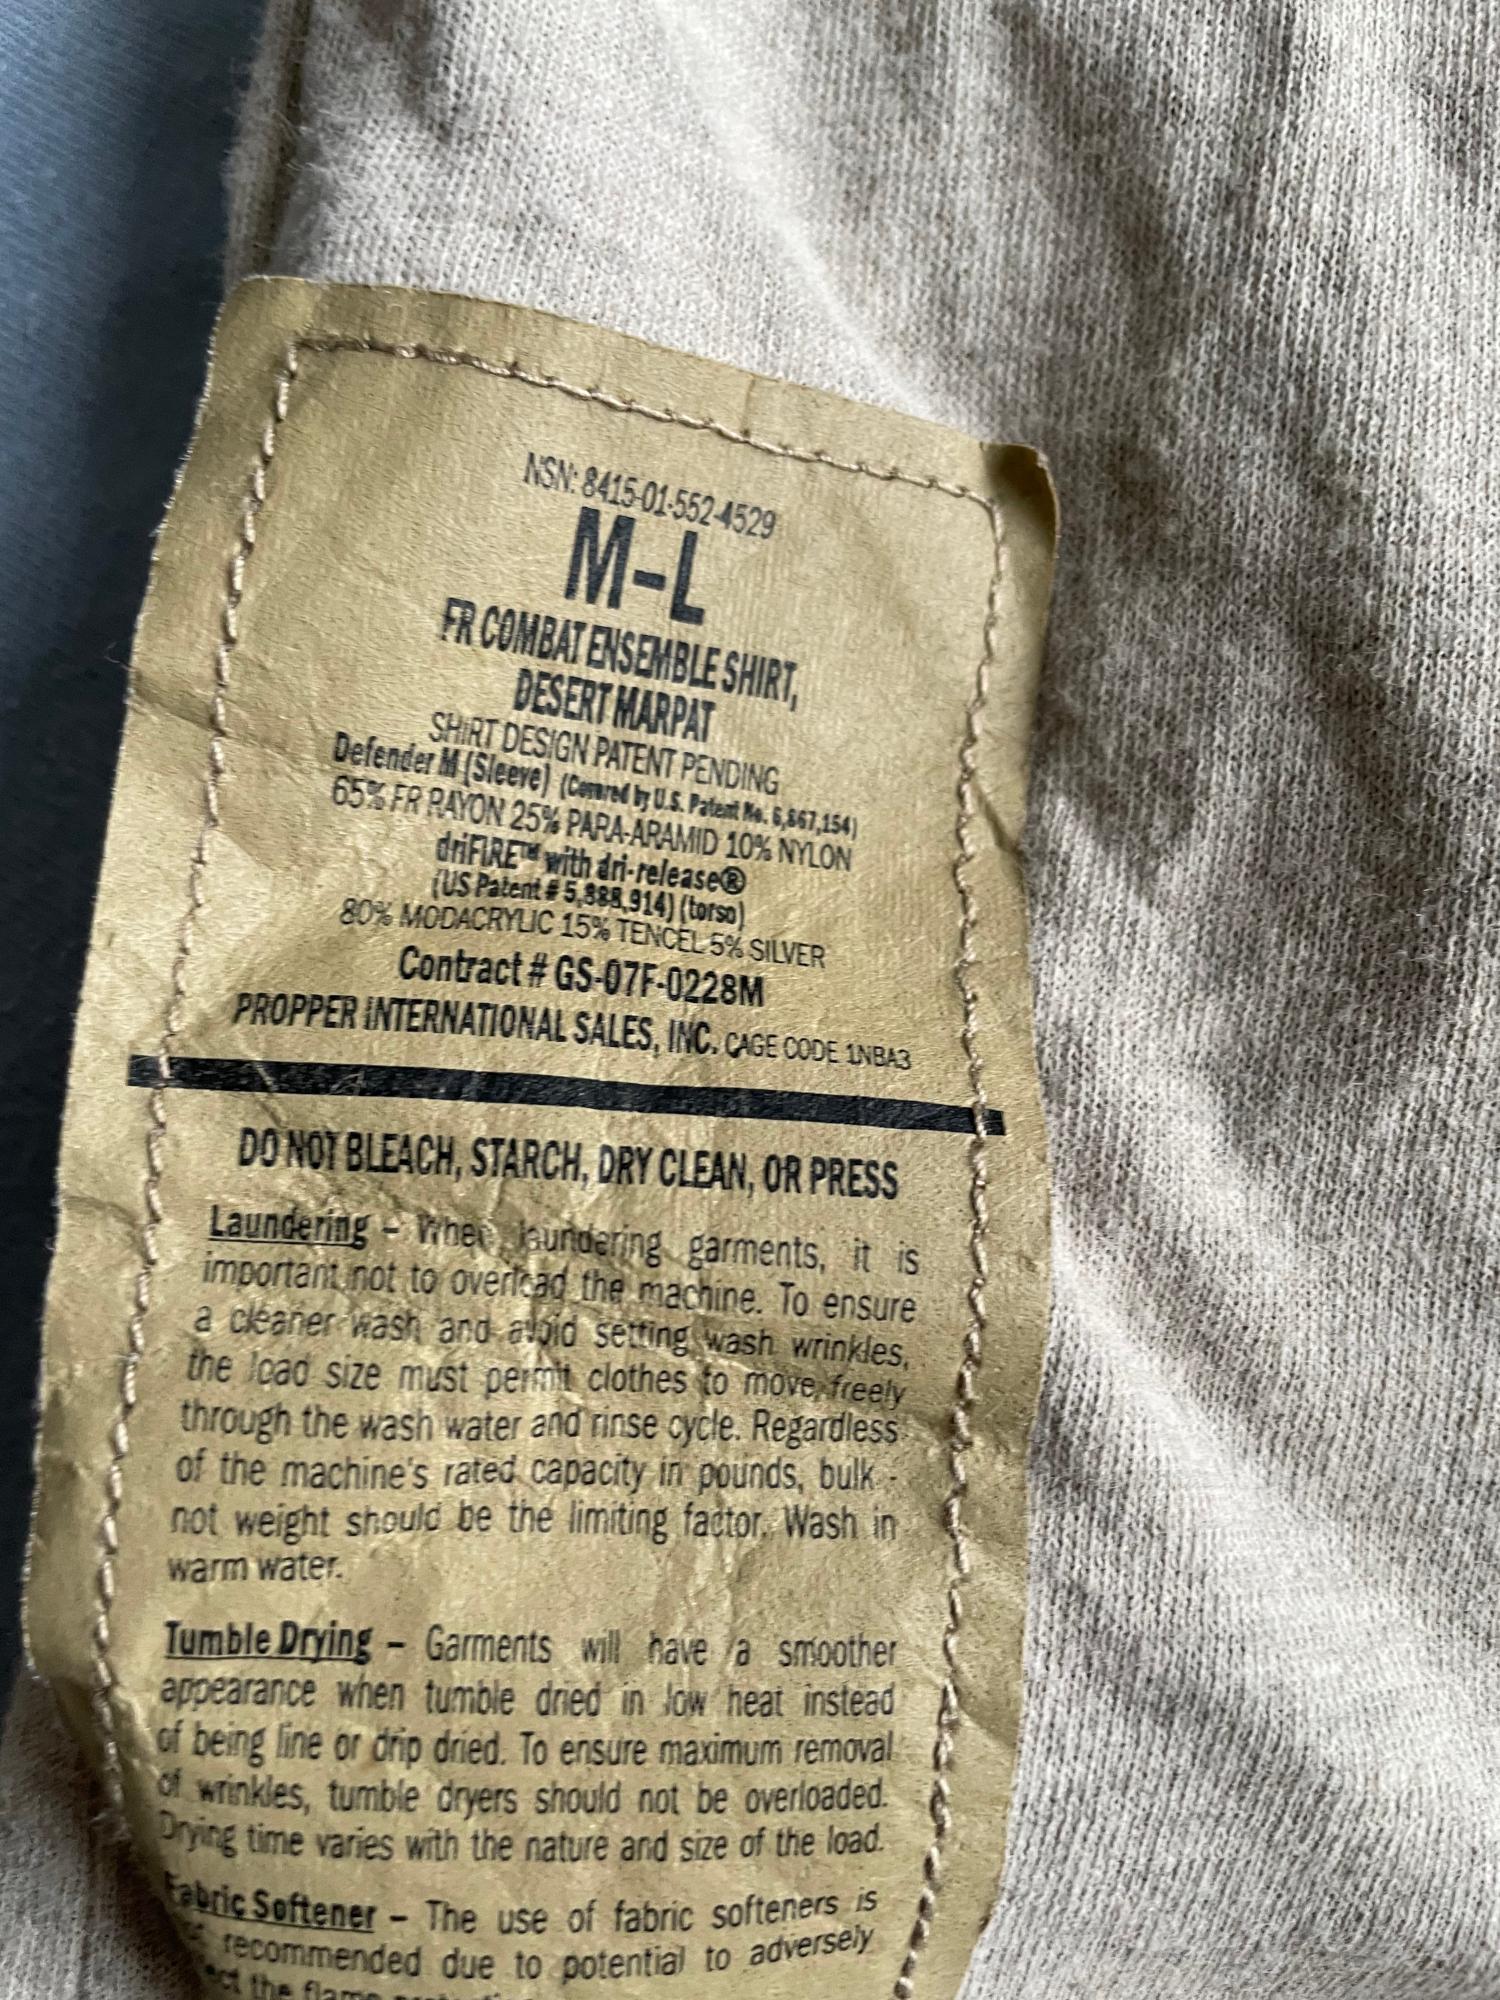 NSN: 8415-01-552-4529
M-L
FR COMBAT ENSEMBLE SHIRT,
DESERT MARPAT
SHIRT DESIGN PATENT PENDING
Defender M (Sleeve) (Covered by U.S. Patent No. 6,867,154)
65% FR RAYON 25% PARA-ARAMID 10% NYLON
driFIRE™ with dri-release®
(US Patent # 5,888,914) (torso)
80% MODACRYLIC 15% TENCEL 5% SILVER
Contract # GS-07F-0228M
PROPPER INTERNATIONAL SALES, INC. CAGE CODE 1NBA3
DO NOT BLEACH, STARCH, DRY CLEAN, OR PRESS
Laundering – When laundering garments, it is
important not to overload the machine. To ensure
a cleaner wash and avoid setting wash wrinkles,
the load size must permit clothes to move freely
through the wash water and rinse cycle. Regardless
of the machine's rated capacity in pounds, bulk -
not weight should be the limiting factor. Wash in
warm water.
Tumble Drying – Garments will have a smoother
appearance when tumble dried in low heat instead
of being line or drip dried. To ensure maximum removal
of wrinkles, tumble dryers should not be overloaded.
Drying time varies with the nature and size of the load.
Fabric Softener – The use of fabric softeners is
recommended due to potential to adversely
the flame